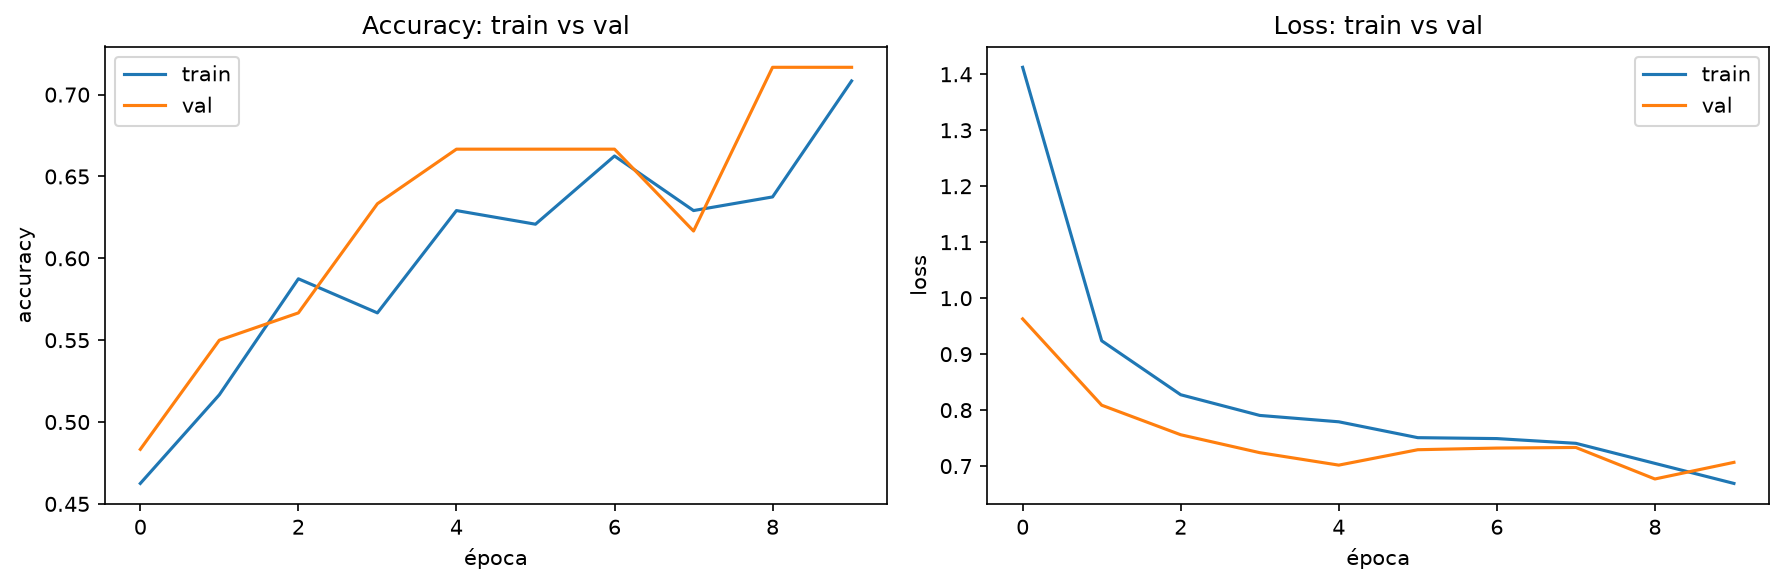 Accuracy: train vs val
train
val
0.70
0.65
0.60
0.55
0.50
0.45
accuracy
0 2 4 6 8
época
Loss: train vs val
train
val
1.4
1.3
1.2
1.1
1.0
0.9
0.8
0.7
loss
0 2 4 6 8
época